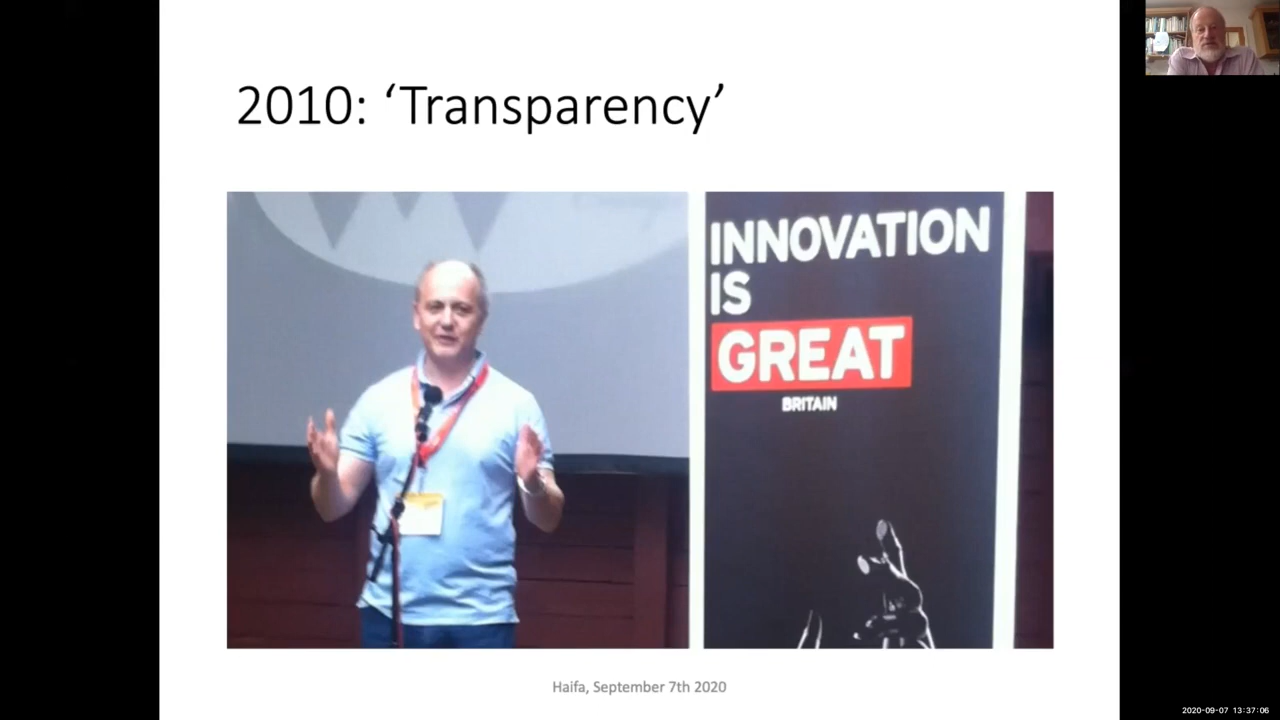 2010: ‘Transparency’
INNOVATION
IS
GREAT
BRITAIN
Haifa, September 7th 2020
2020-09-07 13:37:06